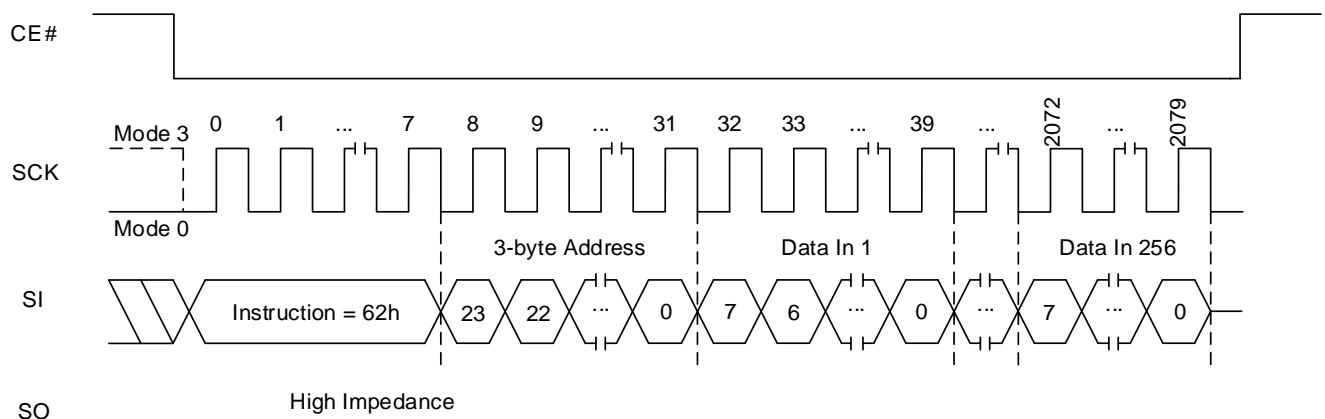 CE#
Mode 3 0 1 ... 7 8 9 ... 31 32 33 ... 39 ... 2072 ... 2079
SCK
Mode 0
3-byte Address Data In 1 Data In 256
SI Instruction = 62h 23 22 ... 0 7 6 ... 0 ... 7 ... 0
High Impedance
SO